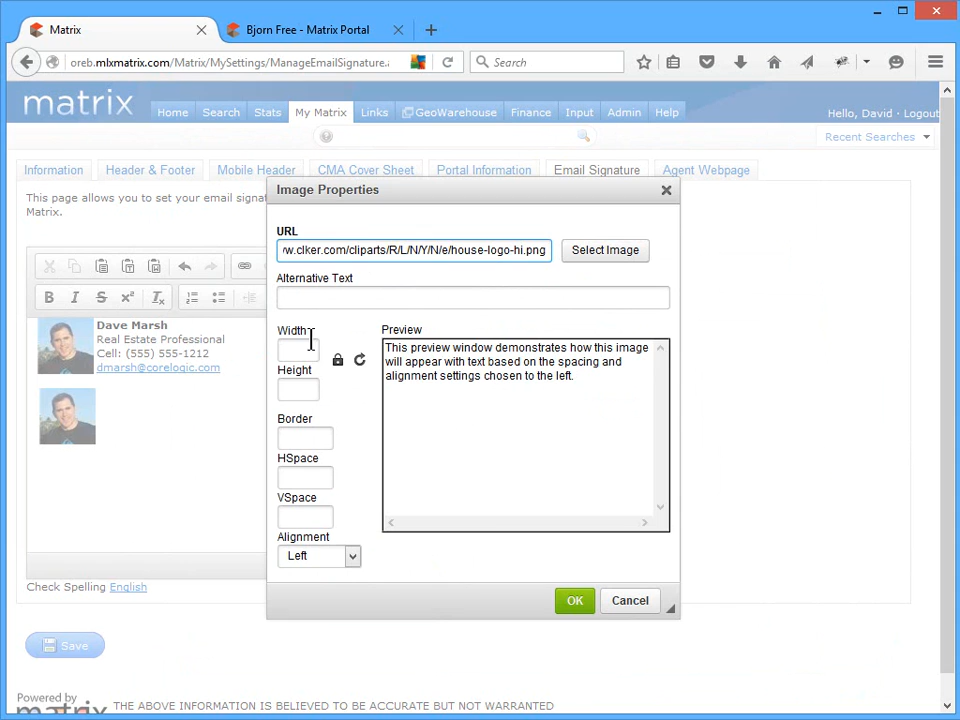 Matrix
Bjorn Free - Matrix Portal
oreb.mlxmatrix.com/Matrix/MySettings/ManageEmailSignature.
Search
matrix
Home Search Stats My Matrix Links GeoWarehouse Finance Input Admin Help
Hello, David · Logout
Recent Searches
Information Header & Footer Mobile Header CMA Cover Sheet Portal Information Email Signature Agent Webpage
This page allows you to set your email signat
Matrix.
Image Properties
URL
w.clker.com/cliparts/R/L/N/Y/N/e/house-logo-hi.png
Select Image
Alternative Text
Dave Marsh
Real Estate Professional
Cell: (555) 555-1212
dmarsh@corelogic.com
Width
Height
Border
HSpace
VSpace
Alignment
Left
Preview
This preview window demonstrates how this image
will appear with text based on the spacing and
alignment settings chosen to the left.
OK
Cancel
Check Spelling English
Save
Powered by
matrix
THE ABOVE INFORMATION IS BELIEVED TO BE ACCURATE BUT NOT WARRANTED